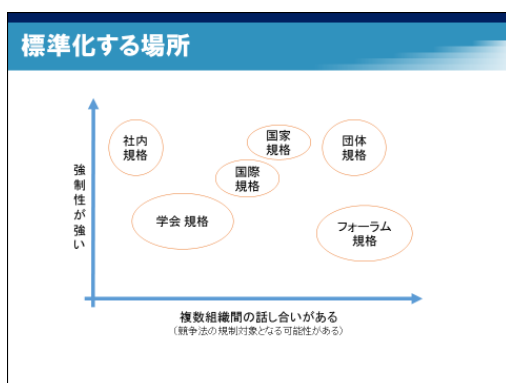 標準化する場所
社内
規格
国家
規格
団体
規格
国際
規格
学会 規格
フォーラム
規格
強制性が強い
複数組織間の話し合いがある
(競争法の規制対象となる可能性がある)